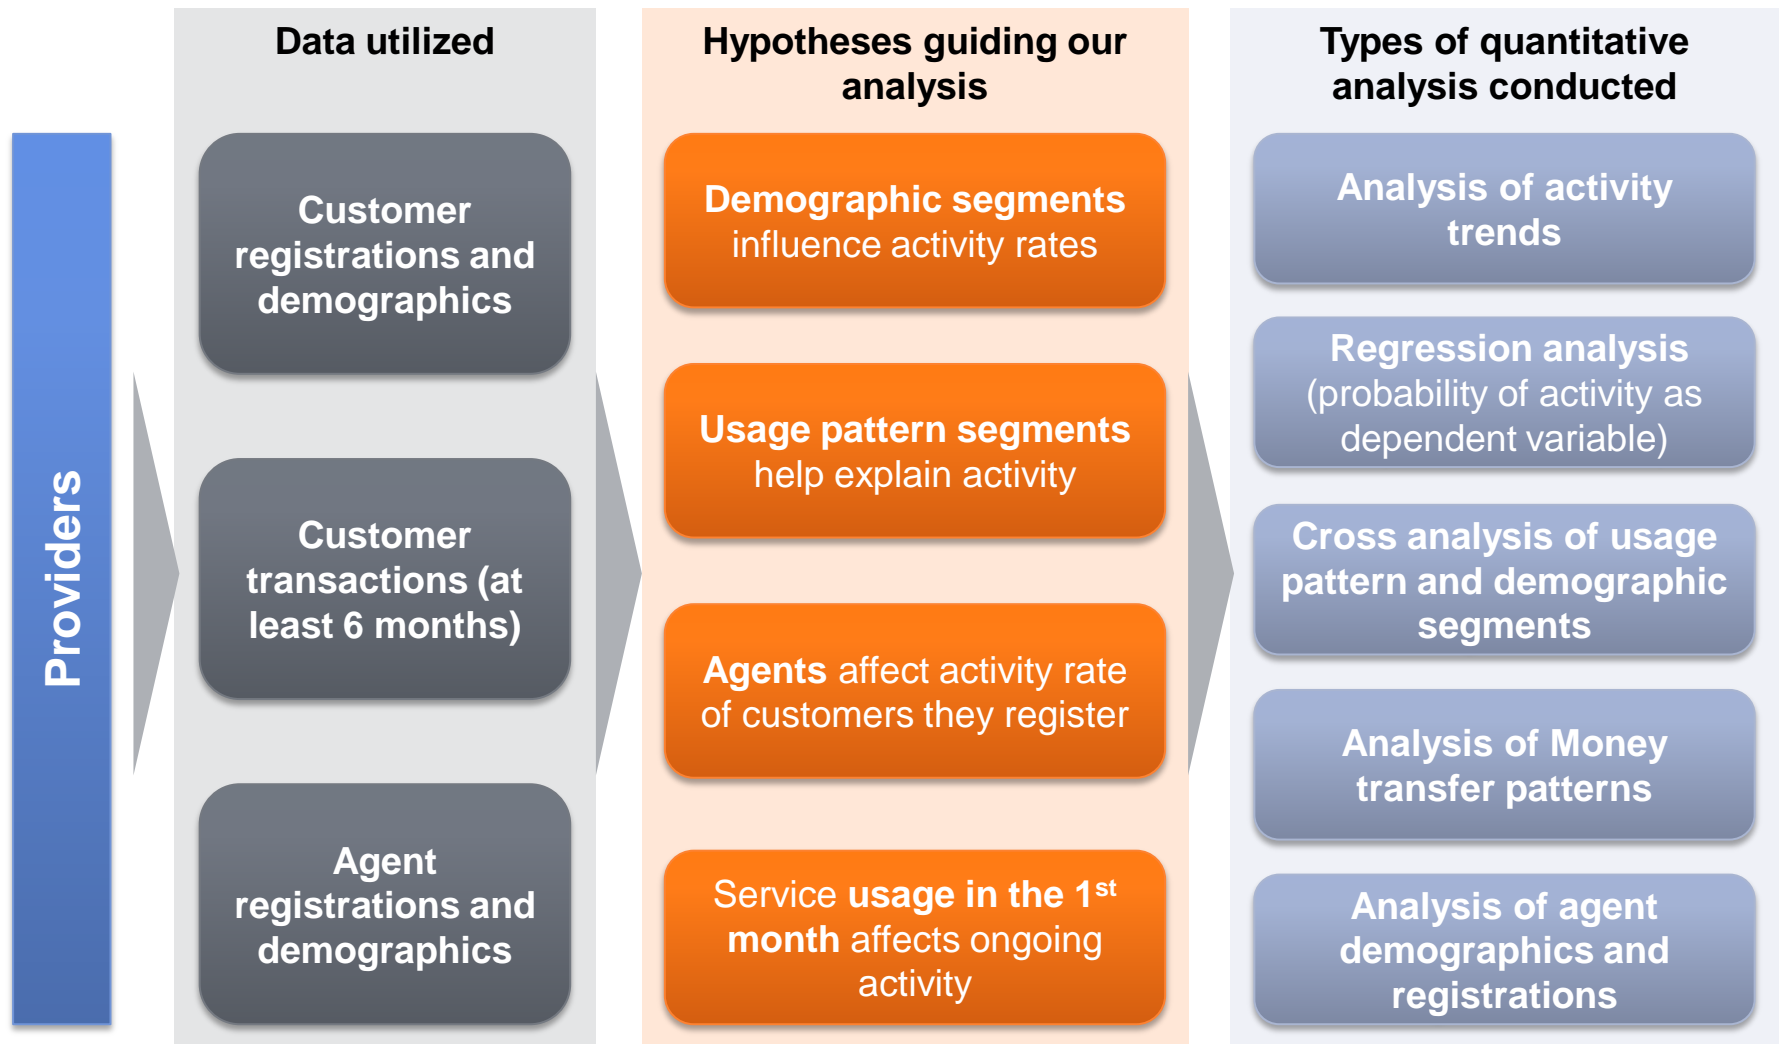 Providers
Data utilized
Customer
registrations and
demographics
Customer
transactions (at
least 6 months)
Agent
registrations and
demographics
Hypotheses guiding our
analysis
Demographic segments
influence activity rates
Usage pattern segments
help explain activity
Agents affect activity rate
of customers they register
Service usage in the 1st
month affects ongoing
activity
Types of quantitative
analysis conducted
Analysis of activity
trends
Regression analysis
(probability of activity as
dependent variable)
Cross analysis of usage
pattern and demographic
segments
Analysis of Money
transfer patterns
Analysis of agent
demographics and
registrations